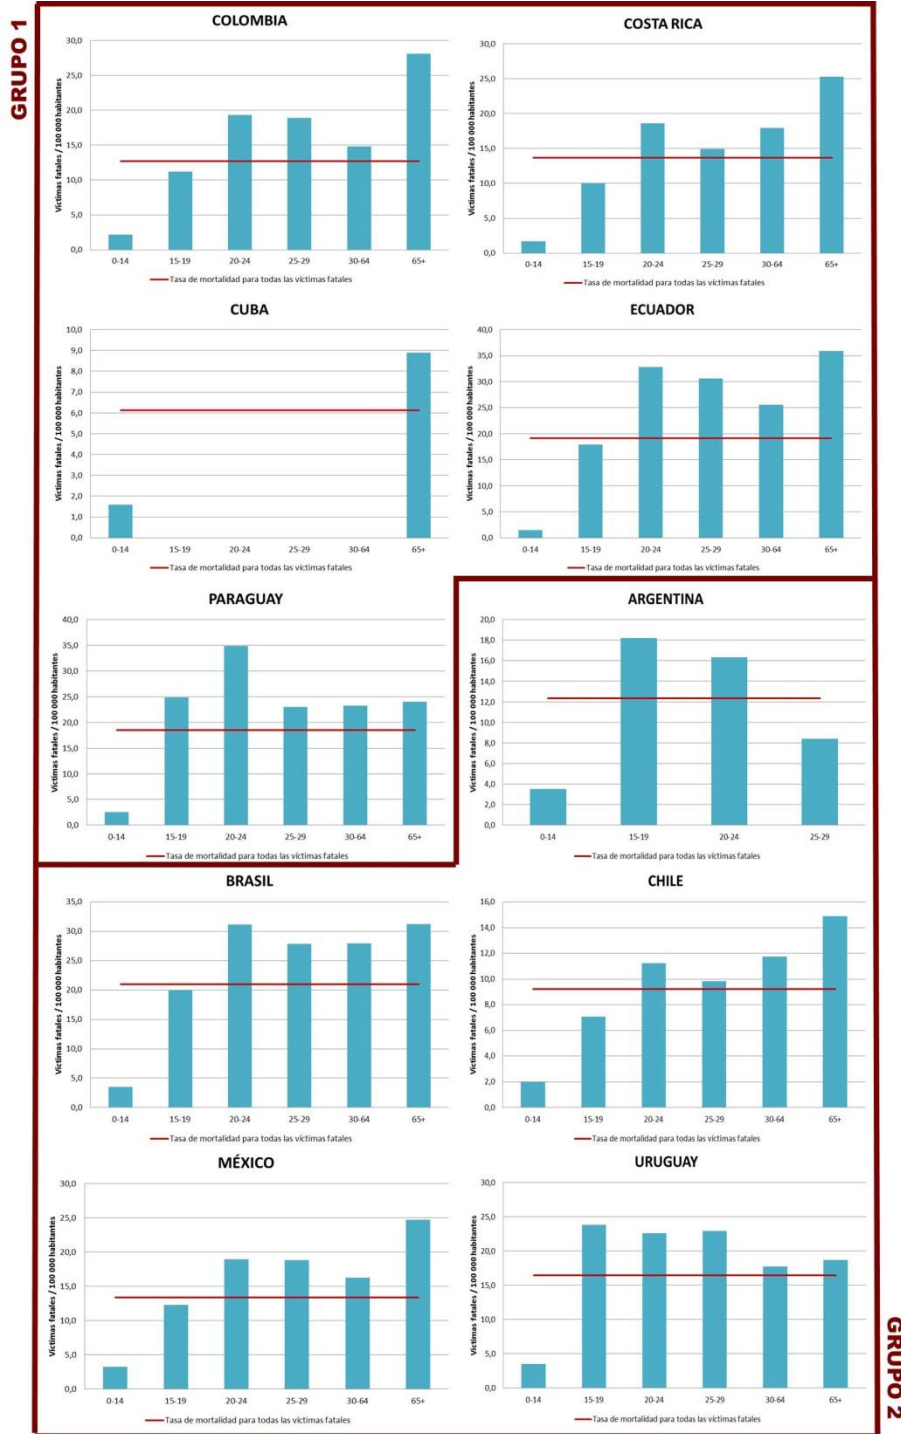 GRUPO 1
COLOMBIA
Víctimas fatales / 100 000 habitantes
30,0
25,0
20,0
15,0
10,0
5,0
0,0
0-14 15-19 20-24 25-29 30-64 65+
Tasa de mortalidad para todas las víctimas fatales
COSTA RICA
Víctimas fatales / 100 000 habitantes
30,0
25,0
20,0
15,0
10,0
5,0
0,0
0-14 15-19 20-24 25-29 30-64 65+
Tasa de mortalidad para todas las víctimas fatales
CUBA
Víctimas fatales / 100 000 habitantes
10,0
9,0
8,0
7,0
6,0
5,0
4,0
3,0
2,0
1,0
0,0
0-14 15-19 20-24 25-29 30-64 65+
Tasa de mortalidad para todas las víctimas fatales
ECUADOR
Víctimas fatales / 100 000 habitantes
40,0
35,0
30,0
25,0
20,0
15,0
10,0
5,0
0,0
0-14 15-19 20-24 25-29 30-64 65+
Tasa de mortalidad para todas las víctimas fatales
PARAGUAY
Víctimas fatales / 100 000 habitantes
40,0
35,0
30,0
25,0
20,0
15,0
10,0
5,0
0,0
0-14 15-19 20-24 25-29 30-64 65+
Tasa de mortalidad para todas las víctimas fatales
ARGENTINA
Víctimas fatales / 100 000 habitantes
20,0
18,0
16,0
14,0
12,0
10,0
8,0
6,0
4,0
2,0
0,0
0-14 15-19 20-24 25-29
Tasa de mortalidad para todas las víctimas fatales
BRASIL
Víctimas fatales / 100 000 habitantes
35,0
30,0
25,0
20,0
15,0
10,0
5,0
0,0
0-14 15-19 20-24 25-29 30-64 65+
Tasa de mortalidad para todas las víctimas fatales
CHILE
Víctimas fatales / 100 000 habitantes
16,0
14,0
12,0
10,0
8,0
6,0
4,0
2,0
0,0
0-14 15-19 20-24 25-29 30-64 65+
Tasa de mortalidad para todas las víctimas fatales
MÉXICO
Víctimas fatales / 100 000 habitantes
30,0
25,0
20,0
15,0
10,0
5,0
0,0
0-14 15-19 20-24 25-29 30-64 65+
Tasa de mortalidad para todas las víctimas fatales
URUGUAY
Víctimas fatales / 100 000 habitantes
30,0
25,0
20,0
15,0
10,0
5,0
0,0
0-14 15-19 20-24 25-29 30-64 65+
Tasa de mortalidad para todas las víctimas fatales
GRUPO 2